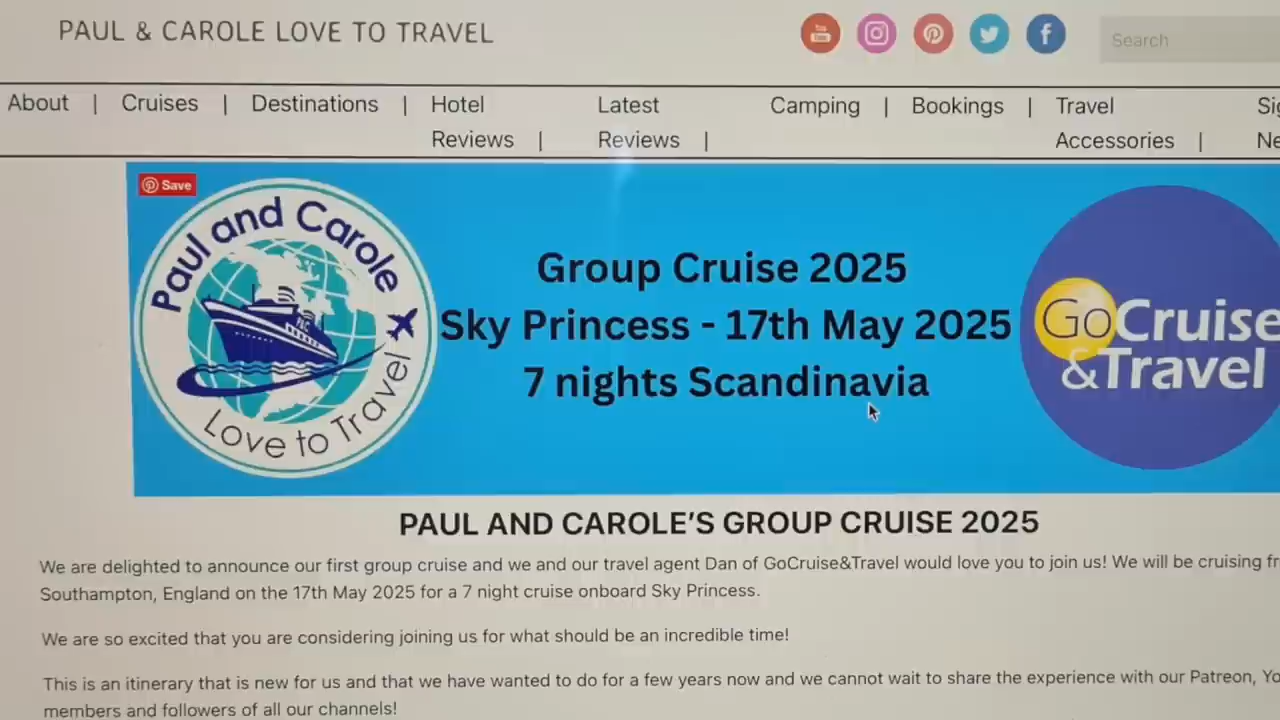 PAUL & CAROLE LOVE TO TRAVEL
You Tube
Search
About | Cruises | Destinations | Hotel Reviews | Latest Reviews | Camping | Bookings | Travel Accessories |
Save
Paul and Carole
P&C
Love to Travel
Group Cruise 2025
Sky Princess - 17th May 2025
7 nights Scandinavia
GoCruise
&Travel
PAUL AND CAROLE'S GROUP CRUISE 2025
We are delighted to announce our first group cruise and we and our travel agent Dan of GoCruise&Travel would love you to join us! We will be cruising
Southampton, England on the 17th May 2025 for a 7 night cruise onboard Sky Princess.
We are so excited that you are considering joining us for what should be an incredible time!
This is an itinerary that is new for us and that we have wanted to do for a few years now and we cannot wait to share the experience with our Patreon,
members and followers of all our channels!